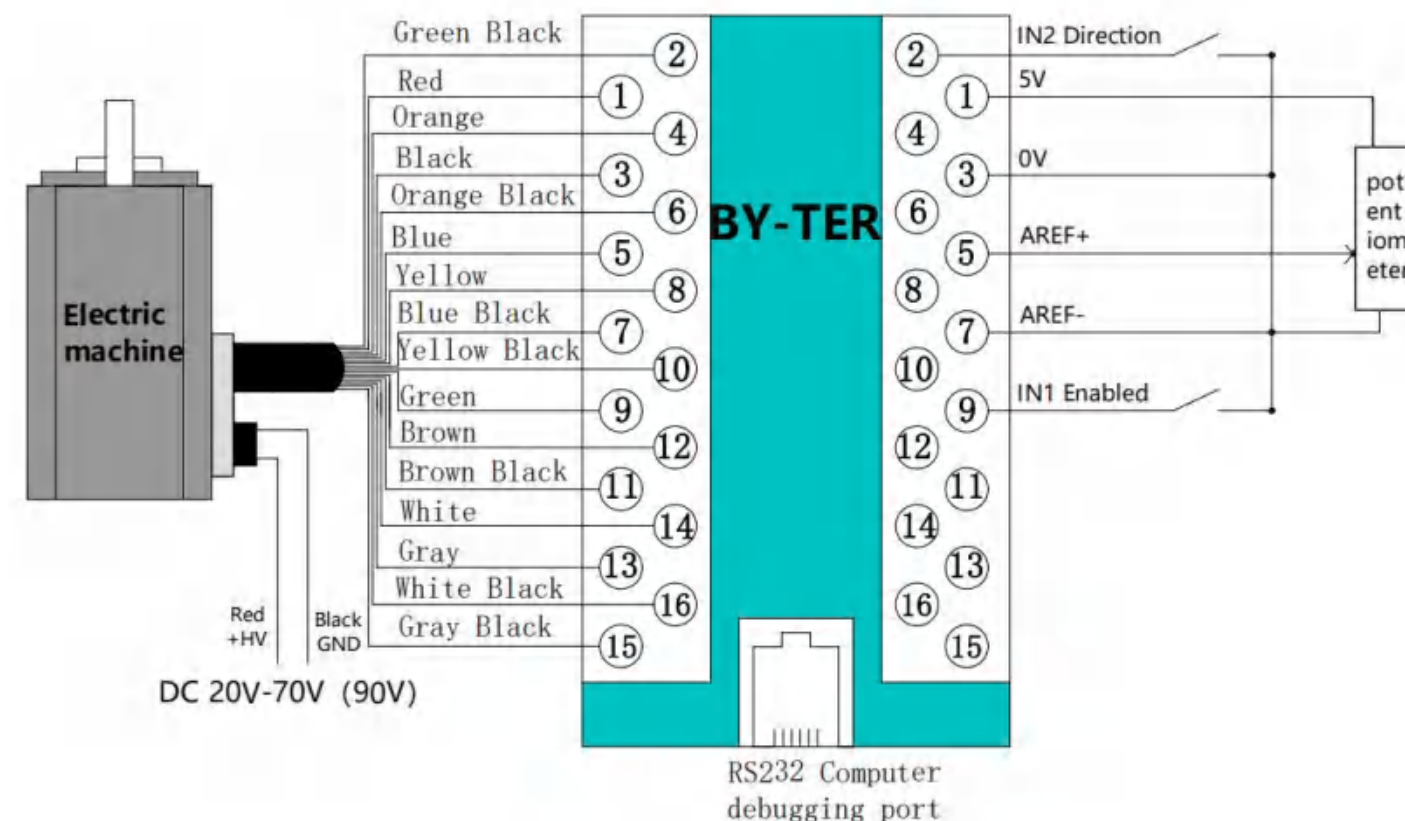 Green Black
2
2
IN2 Direction
Red
1
1
5V
Orange
4
4
Black
3
3
0V
Orange Black
6
6
BY-TER
Blue
5
5
AREF+
pot
ent
iom
eter
Yellow
8
8
Blue Black
7
7
AREF-
Electric
machine
Yellow Black
10
10
Green
9
9
IN1 Enabled
Brown
12
12
Brown Black
11
11
White
14
14
Gray
13
13
White Black
16
16
Gray Black
15
15
Red
+HV
Black
GND
DC 20V-70V (90V)
RS232 Computer
debugging port